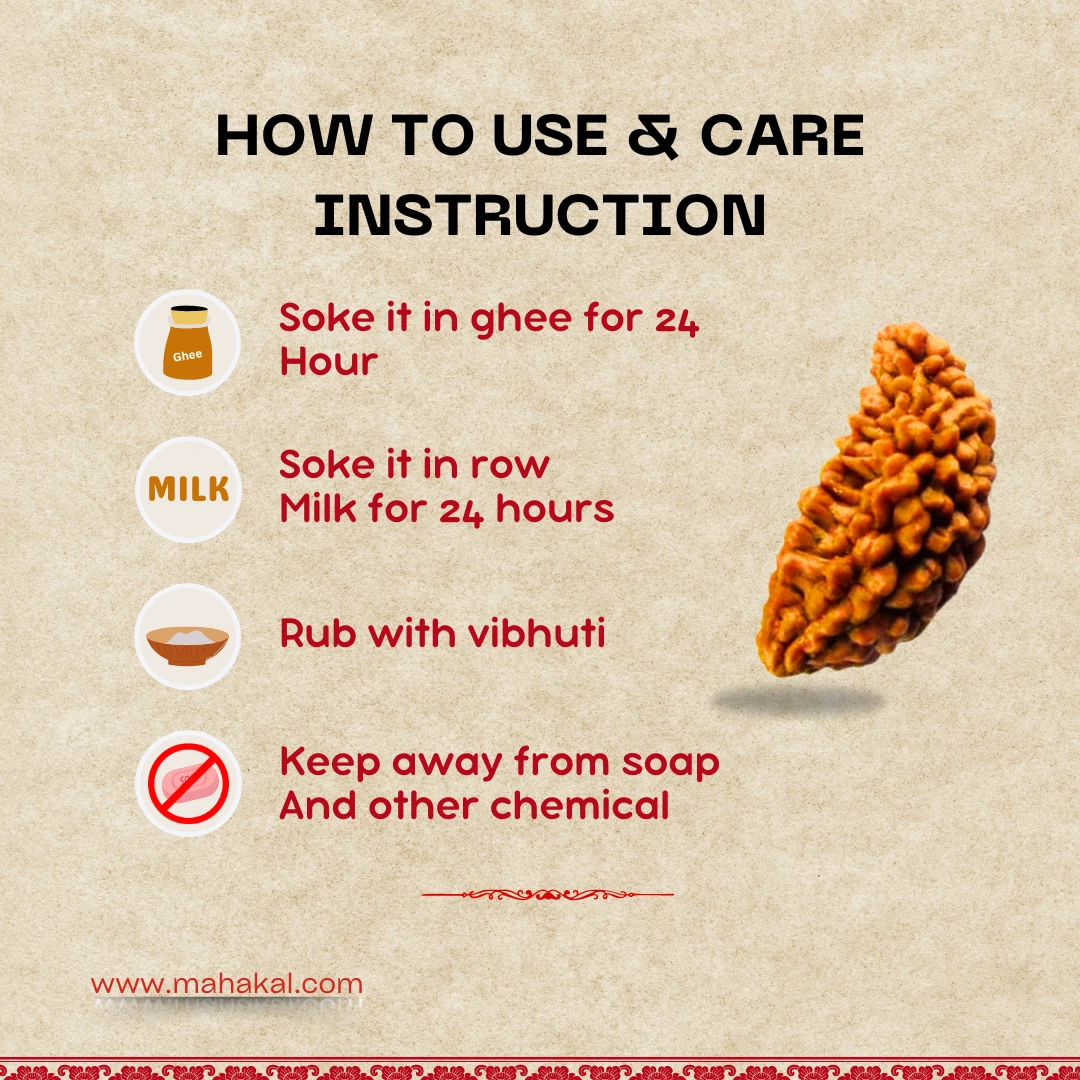 HOW TO USE & CARE
INSTRUCTION
Ghee
Soke it in ghee for 24
Hour
MILK
Soke it in row
Milk for 24 hours
Rub with vibhuti
Keep away from soap
And other chemical
www.mahakal.com